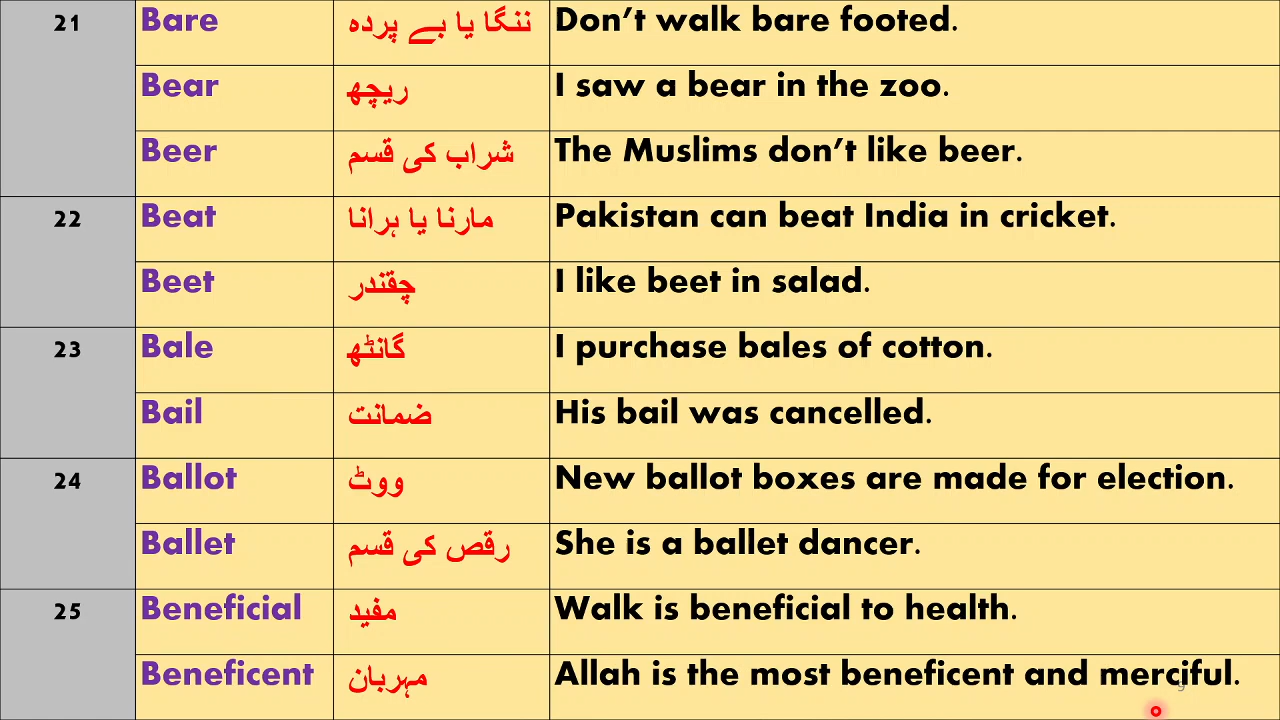 21 Bare ننگا یا بے پردہ Don't walk bare footed.
Bear ریچھ I saw a bear in the zoo.
Beer شراب کی قسم The Muslims don't like beer.
22 Beat مارنا یا ہرانا Pakistan can beat India in cricket.
Beet چقندر I like beet in salad.
23 Bale گانٹھ I purchase bales of cotton.
Bail ضمانت His bail was cancelled.
24 Ballot ووٹ New ballot boxes are made for election.
Ballet رقص کی قسم She is a ballet dancer.
25 Beneficial مفید Walk is beneficial to health.
Beneficent مہربان Allah is the most beneficent and merciful.
9